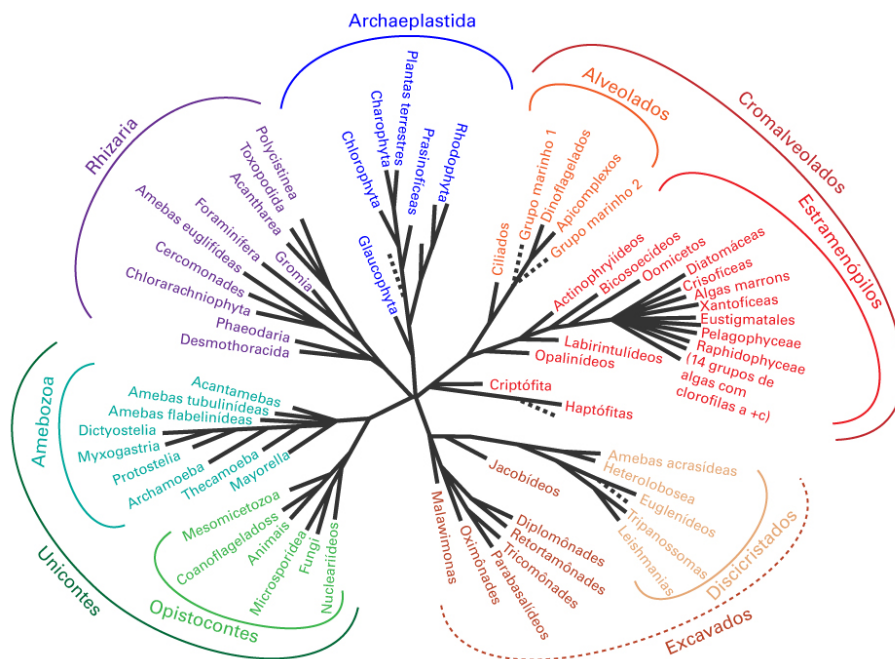 Archaeplastida
Plantas terrestres
Charophyta
Chlorophyta
Prasinofíceas
Rhodophyta
Glaucophyta
Cromalveolados
Alveolados
Grupo marinho 1
Dinoflagelados
Apicomplexos
Grupo marinho 2
Ciliados
Estramenópilos
Actinophryíideos
Bicosoecídeos
Oomicetos
Diatomáceas
Crisofíceas
Algas marrons
Xantofíceas
Eustigmatales
Pelagophyceae
Raphidophyceae
(14 grupos de
algas com
clorofilas a +c)
Labirintulídeos
Opalinídeos
Criptófita
Haptófitas
Amebas acrasídeas
Heterolobosea
Euglenídeos
Tripanossomas
Leishmanias
Discicristados
Jacobídeos
Diplomônades
Retortamônades
Tricomônades
Parabasalídeos
Oximônades
Malawimonas
Excavados
Rhizaria
Polycistinea
Toxopodida
Acantharea
Gromia
Foraminífera
Amebas euglifídeas
Cercomonades
Chlorarachniophyta
Phaeodaria
Desmothoracida
Amebozoa
Acantamebas
Amebas tubulinídeas
Amebas flabelinídeas
Dictyostelia
Myxogastria
Protostelia
Archamoeba
Thecamoeba
Mayorella
Unicontes
Opistocontes
Mesomicetozoa
Coanoflageladoss
Animais
Microsporídea
Fungi
Nucleariídeos